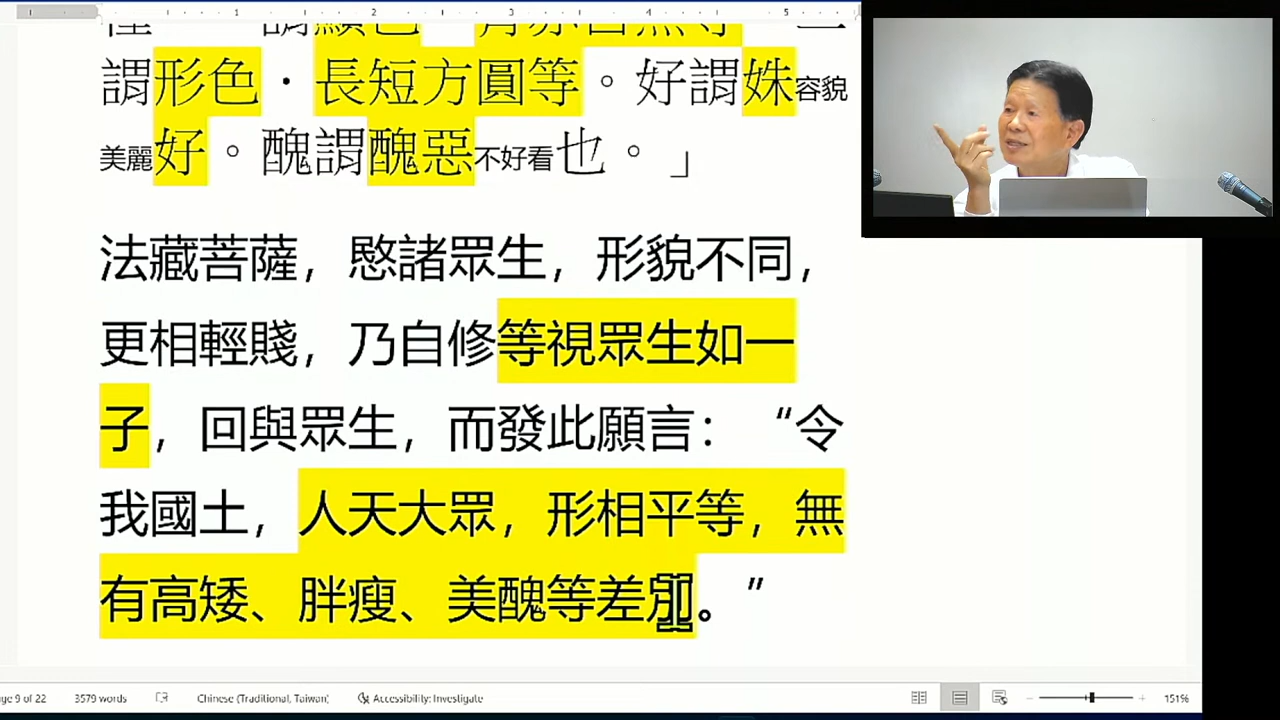 謂形色．長短方圓等。好謂姝容貌
美麗好。醜謂醜惡不好看也。」
法藏菩薩，愍諸眾生，形貌不同，
更相輕賤，乃自修等視眾生如一
子，回與眾生，而發此願言：“令
我國土，人天大眾，形相平等，無
有高矮、胖瘦、美醜等差別。”
ge 9 of 22 3579 words Chinese (Traditional, Taiwan) Accessibility: Investigate 151%